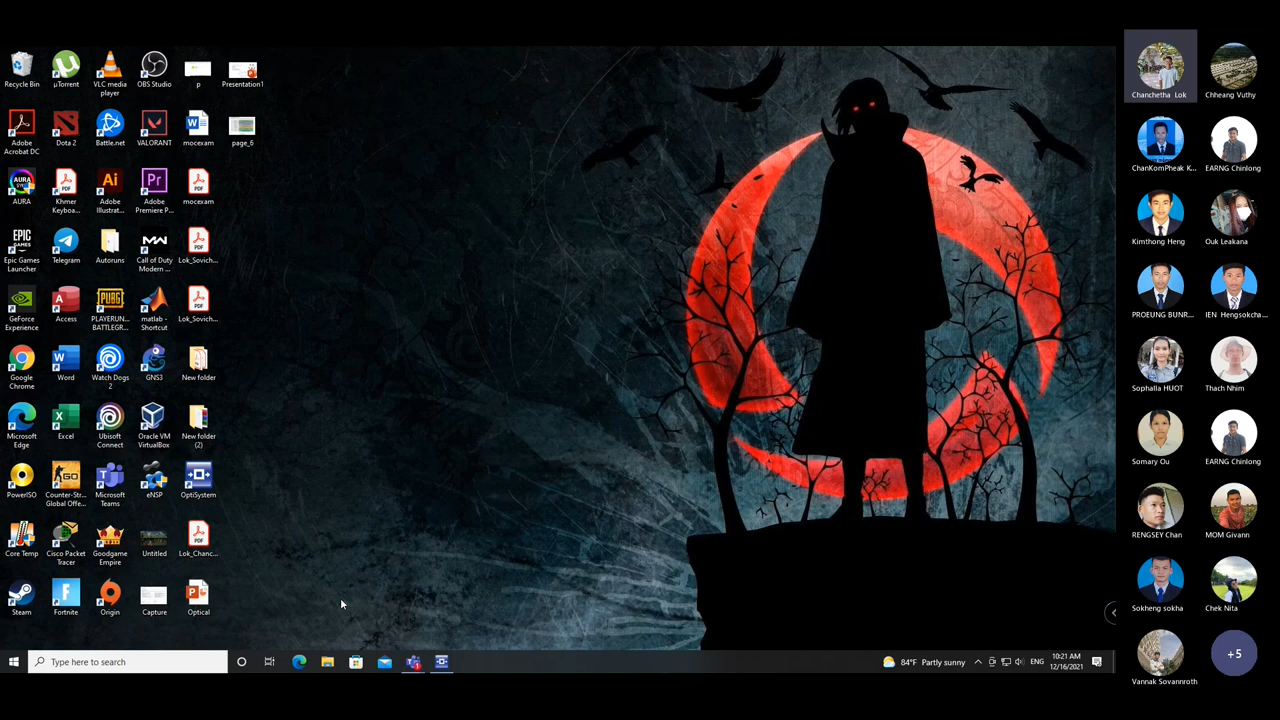 Recycle Bin
µTorrent
VLC media
player
OBS Studio
p
Presentation1
Adobe
Acrobat DC
Dota 2
Battle.net
VALORANT
mocexam
page_6
AURA
Khmer
Keyboa...
Adobe
Illustrat...
Adobe
Premiere P...
mocexam
Epic Games
Launcher
Telegram
Autoruns
Call of Duty
Modern ...
Lok_Sovich...
GeForce
Experience
Access
PLAYERUN...
BATTLEGR...
matlab -
Shortcut
Lok_Sovich...
Google
Chrome
Word
Watch Dogs
2
GNS3
New folder
Microsoft
Edge
Excel
Ubisoft
Connect
Oracle VM
VirtualBox
New folder
(2)
PowerISO
Counter-Str...
Global Offe...
Microsoft
Teams
eNSP
OptiSystem
Core Temp
Cisco Packet
Tracer
Goodgame
Empire
Untitled
Lok_Chanc...
Steam
Fortnite
Origin
Capture
Optical
Type here to search
84°F Partly sunny
ENG
10:21 AM
12/16/2021
Chanchetha Lok
Chheang Vuthy
ChanKomPheak K...
EARNG Chinlong
Kimthong Heng
Ouk Leakana
PROEUNG BUNR...
IEN Hengsokcha...
Sophalla HUOT
Thach Nhim
Somary Ou
EARNG Chinlong
RENGSEY Chan
MOM Givann
Sokheng sokha
Chek Nita
Vannak Sovannroth
+5